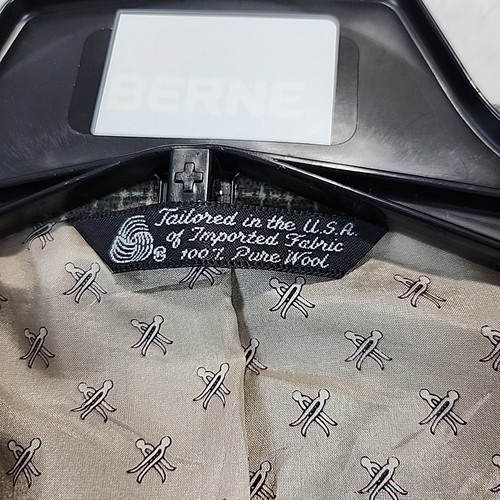 BERNE
Tailored in the U.S.A.
of Imported Fabric
100% Pure Wool